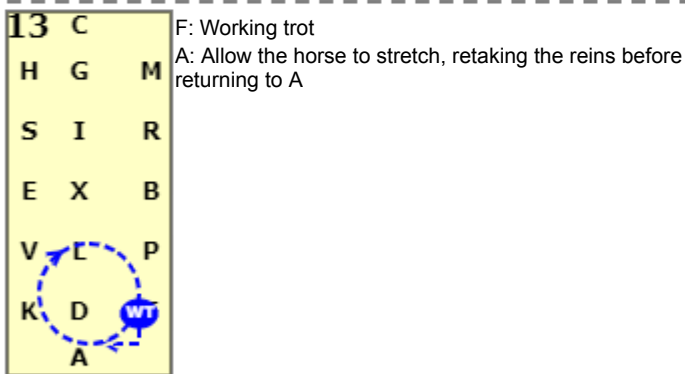 13 C
F: Working trot
A: Allow the horse to stretch, retaking the reins before
returning to A
H G M
S I R
E X B
V L P
K D WT
A